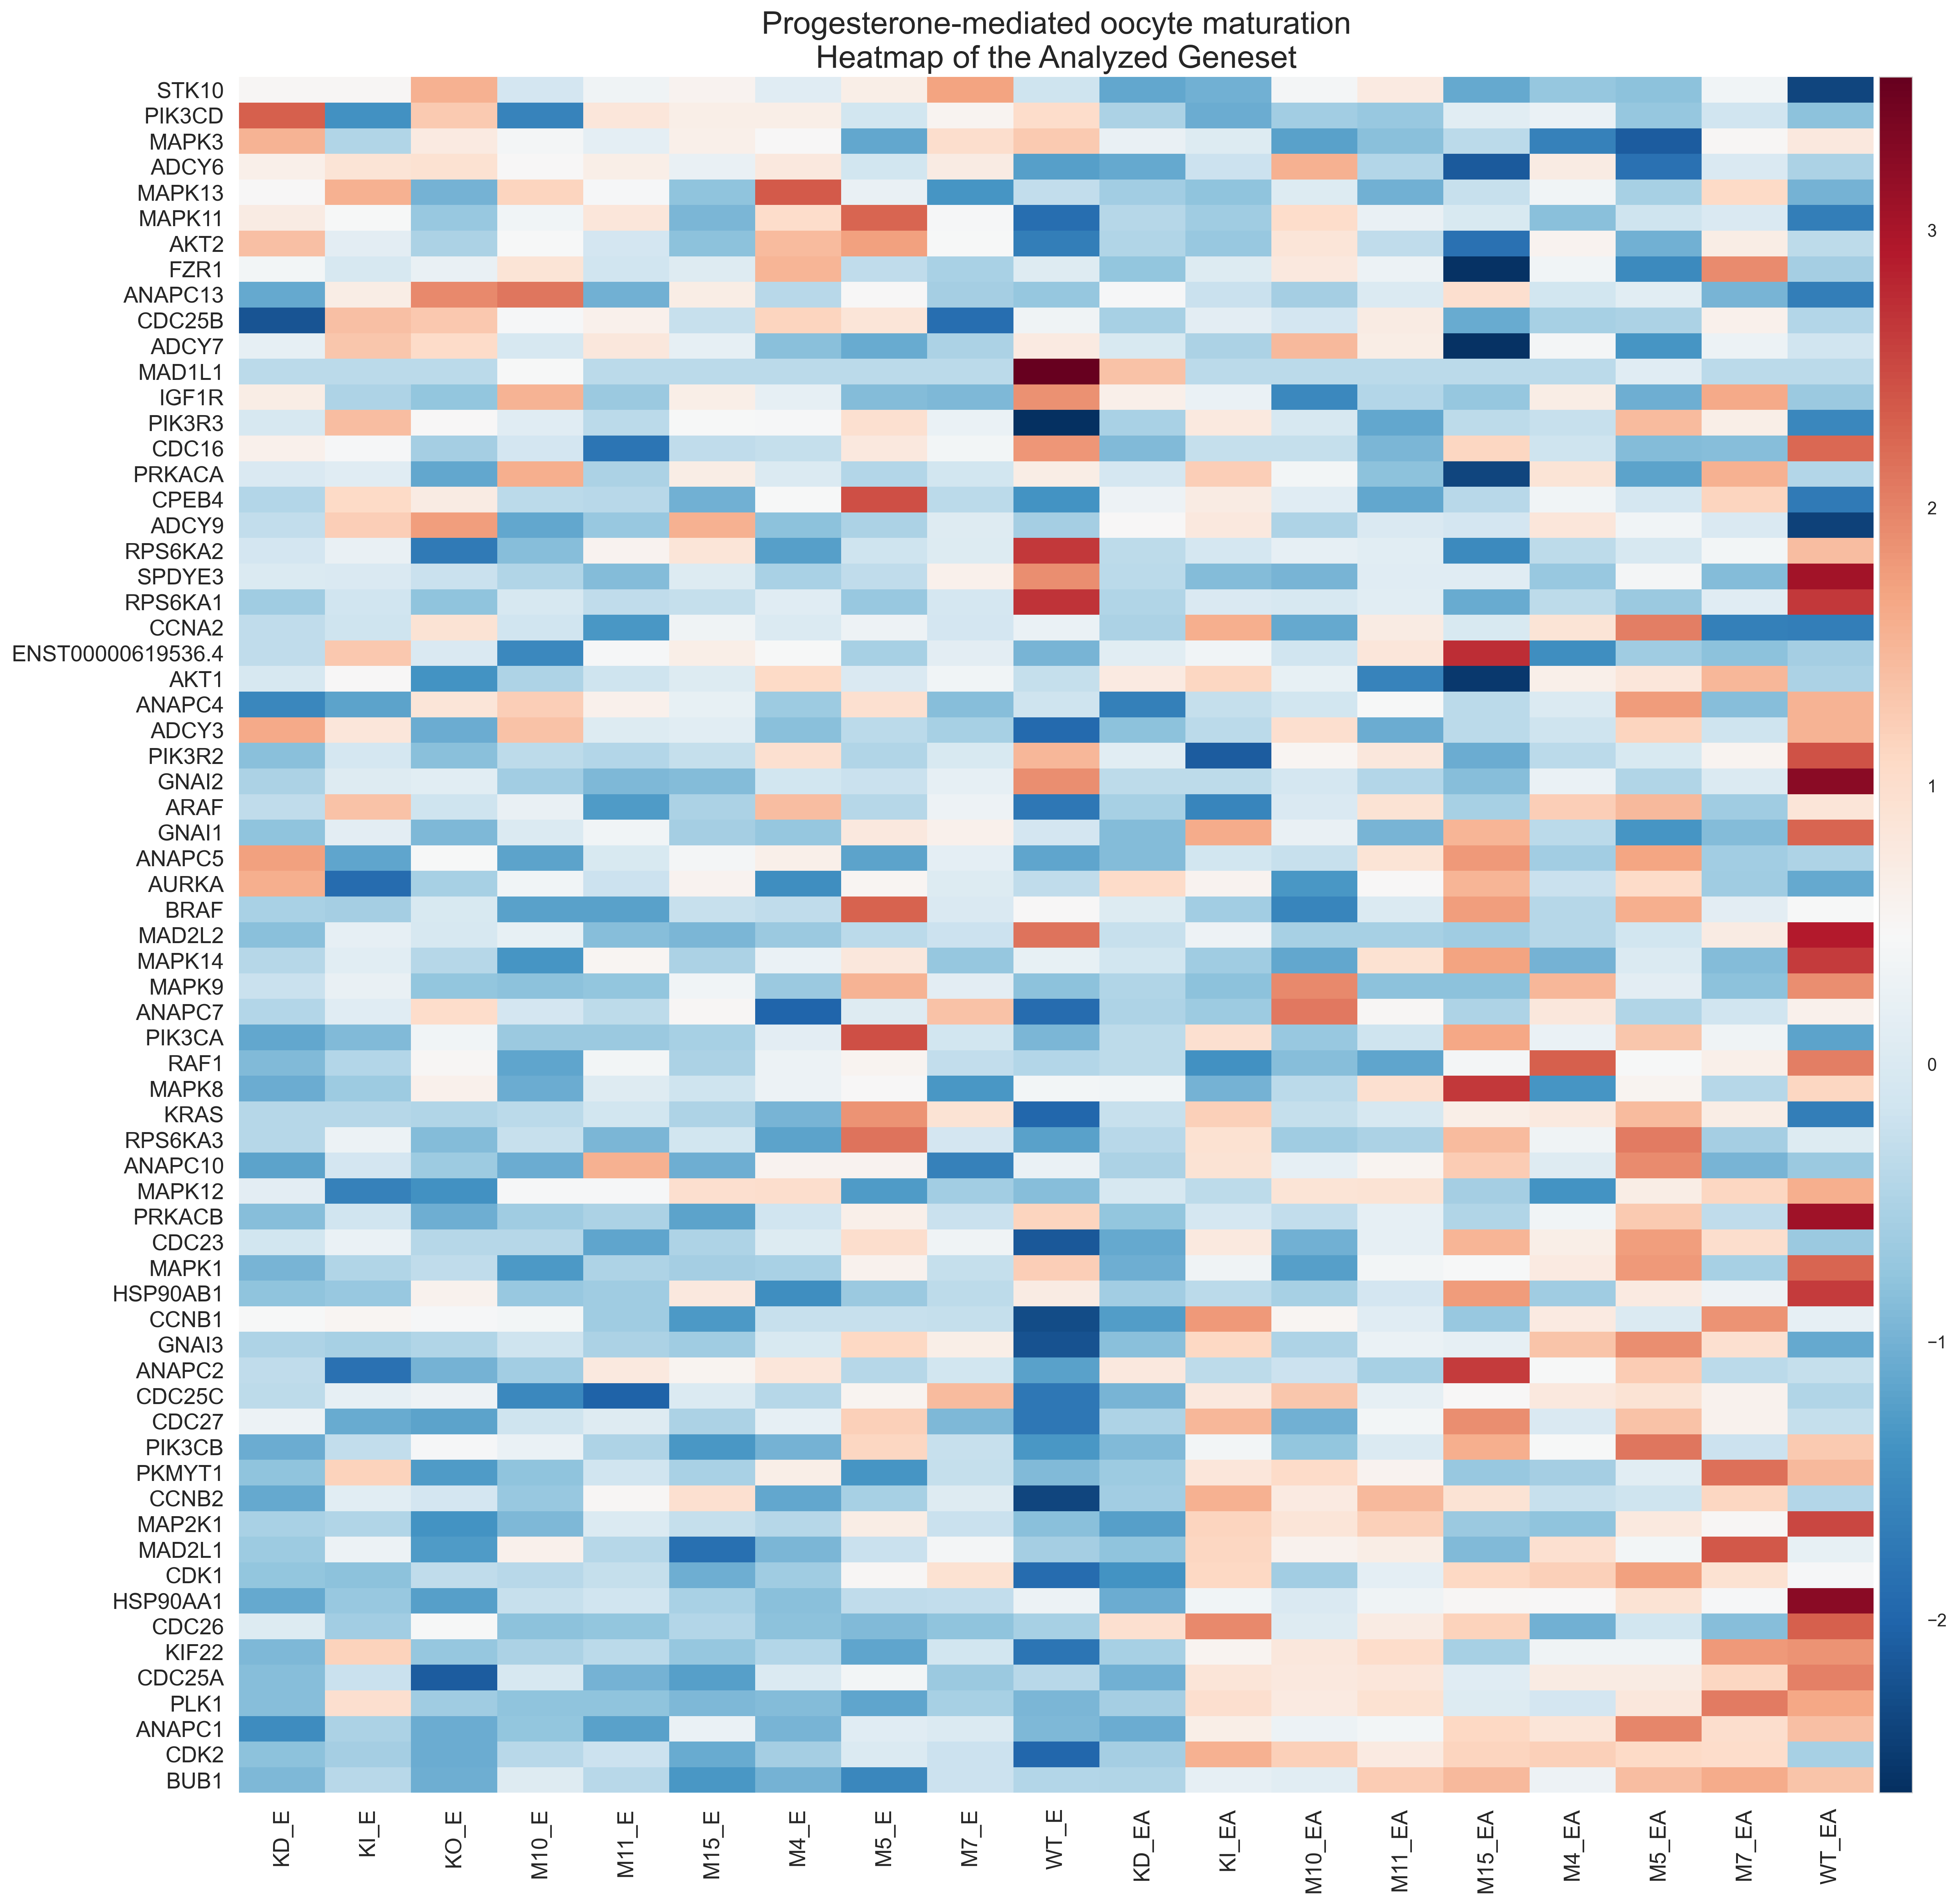 Progesterone-mediated oocyte maturation
Heatmap of the Analyzed Geneset
STK10
PIK3CD
MAPK3
ADCY6
MAPK13
MAPK11
AKT2
FZR1
ANAPC13
CDC25B
ADCY7
MAD1L1
IGF1R
PIK3R3
CDC16
PRKACA
CPEB4
ADCY9
RPS6KA2
SPDYE3
RPS6KA1
CCNA2
ENST00000619536.4
AKT1
ANAPC4
ADCY3
PIK3R2
GNAI2
ARAF
GNAI1
ANAPC5
AURKA
BRAF
MAD2L2
MAPK14
MAPK9
ANAPC7
PIK3CA
RAF1
MAPK8
KRAS
RPS6KA3
ANAPC10
MAPK12
PRKACB
CDC23
MAPK1
HSP90AB1
CCNB1
GNAI3
ANAPC2
CDC25C
CDC27
PIK3CB
PKMYT1
CCNB2
MAP2K1
MAD2L1
CDK1
HSP90AA1
CDC26
KIF22
CDC25A
PLK1
ANAPC1
CDK2
BUB1
KD_E
KI_E
KO_E
M10_E
M11_E
M15_E
M4_E
M5_E
M7_E
WT_E
KD_EA
KI_EA
M10_EA
M11_EA
M15_EA
M4_EA
M5_EA
M7_EA
WT_EA
3
2
1
0
−1
−2